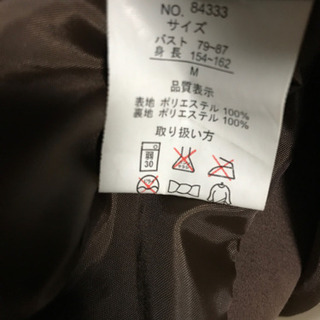 NO. 84333
サイズ
バスト 79~87
身長 154~162
M
品質表示
表地 ポリエステル 100%
裏地 ポリエステル 100%
取り扱い方
弱
30